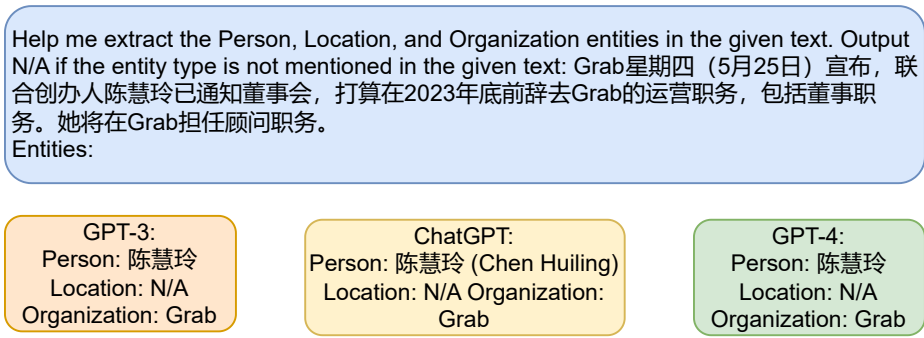 Help me extract the Person, Location, and Organization entities in the given text. Output
N/A if the entity type is not mentioned in the given text: Grab星期四（5月25日）宣布，联
合创办人陈慧玲已通知董事会，打算在2023年底前辞去Grab的运营职务，包括董事职
务。她将在Grab担任顾问职务。
Entities:
GPT-3:
Person: 陈慧玲
Location: N/A
Organization: Grab
ChatGPT:
Person: 陈慧玲 (Chen Huiling)
Location: N/A Organization:
Grab
GPT-4:
Person: 陈慧玲
Location: N/A
Organization: Grab